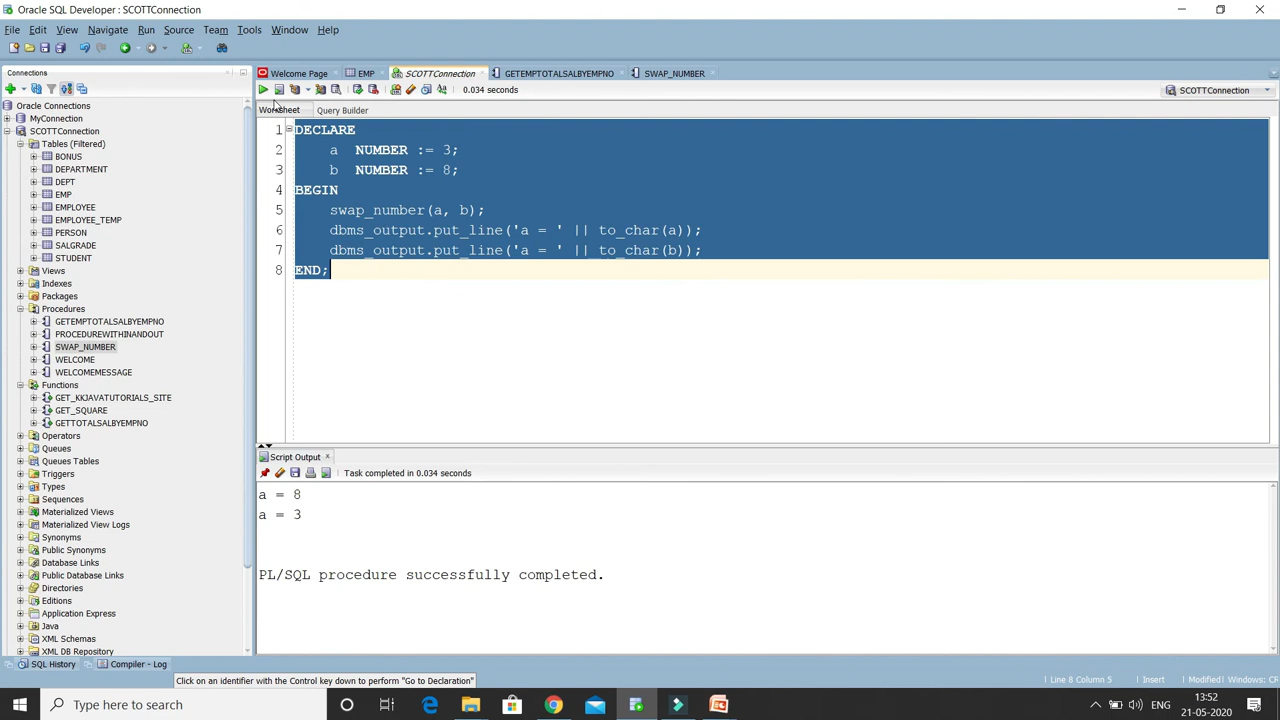 Oracle SQL Developer : SCOTTConnection
File Edit View Navigate Run Source Team Tools Window Help
Connections
Welcome Page EMP SCOTTConnection GETEMPTOTALSALBYEMPNO SWAP_NUMBER
0.034 seconds
SCOTTConnection
Worksheet Query Builder
Oracle Connections
MyConnection
SCOTTConnection
Tables (Filtered)
BONUS
DEPARTMENT
DEPT
EMP
EMPLOYEE
EMPLOYEE_TEMP
PERSON
SALGRADE
STUDENT
Views
Indexes
Packages
Procedures
GETEMPTOTALSALBYEMPNO
PROCEDUREWITHINANDOUT
SWAP_NUMBER
WELCOME
WELCOMEMESSAGE
Functions
GET_KKJAVATUTORIALS_SITE
GET_SQUARE
GETTOTALSALBYEMPNO
Operators
Queues
Queues Tables
Triggers
Types
Sequences
Materialized Views
Materialized View Logs
Synonyms
Public Synonyms
Database Links
Public Database Links
Directories
Editions
Application Express
Java
XML Schemas
XML DB Repository
1 DECLARE
2 a NUMBER := 3;
3 b NUMBER := 8;
4 BEGIN
5 swap_number(a, b);
6 dbms_output.put_line('a = ' || to_char(a));
7 dbms_output.put_line('a = ' || to_char(b));
8 END;
Script Output
Task completed in 0.034 seconds
a = 8
a = 3
PL/SQL procedure successfully completed.
SQL History Compiler - Log
Click on an identifier with the Control key down to perform "Go to Declaration"
Line 8 Column 5 Insert Modified Windows: CR
Type here to search
ENG
13:52
21-05-2020